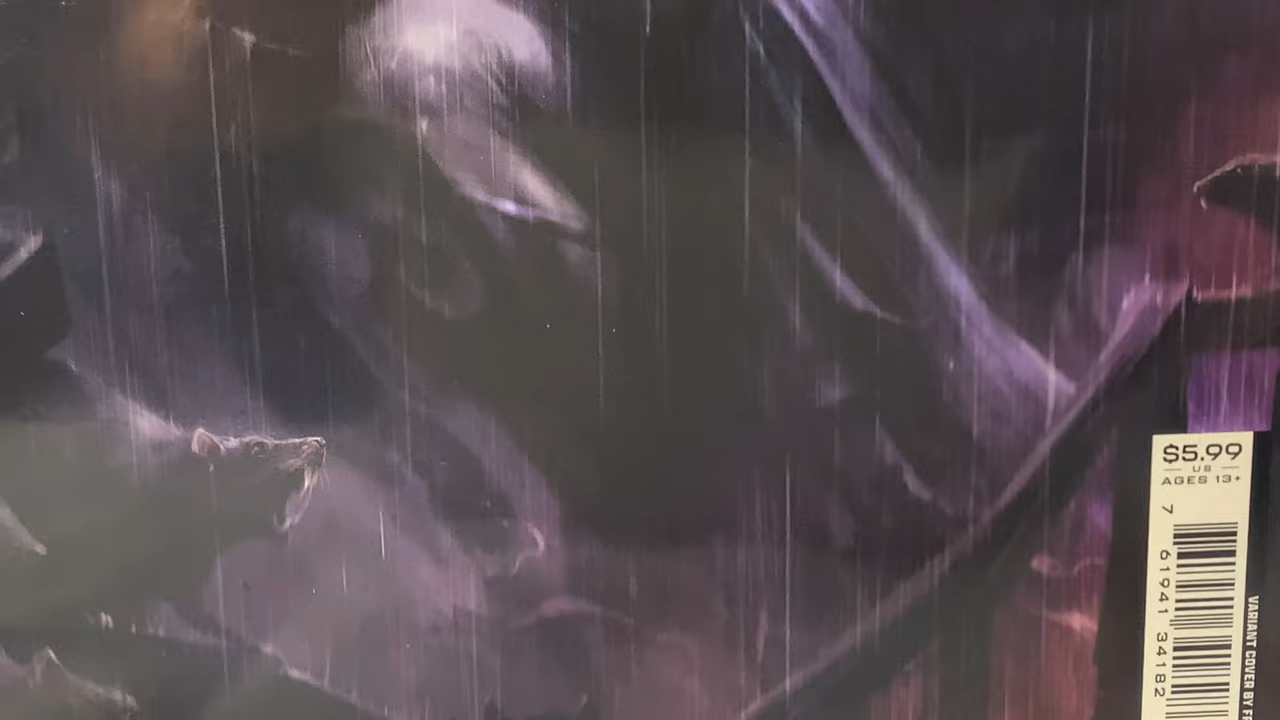 $5.99
US
AGES 13+
7 61941 34182
VARIANT COVER BY